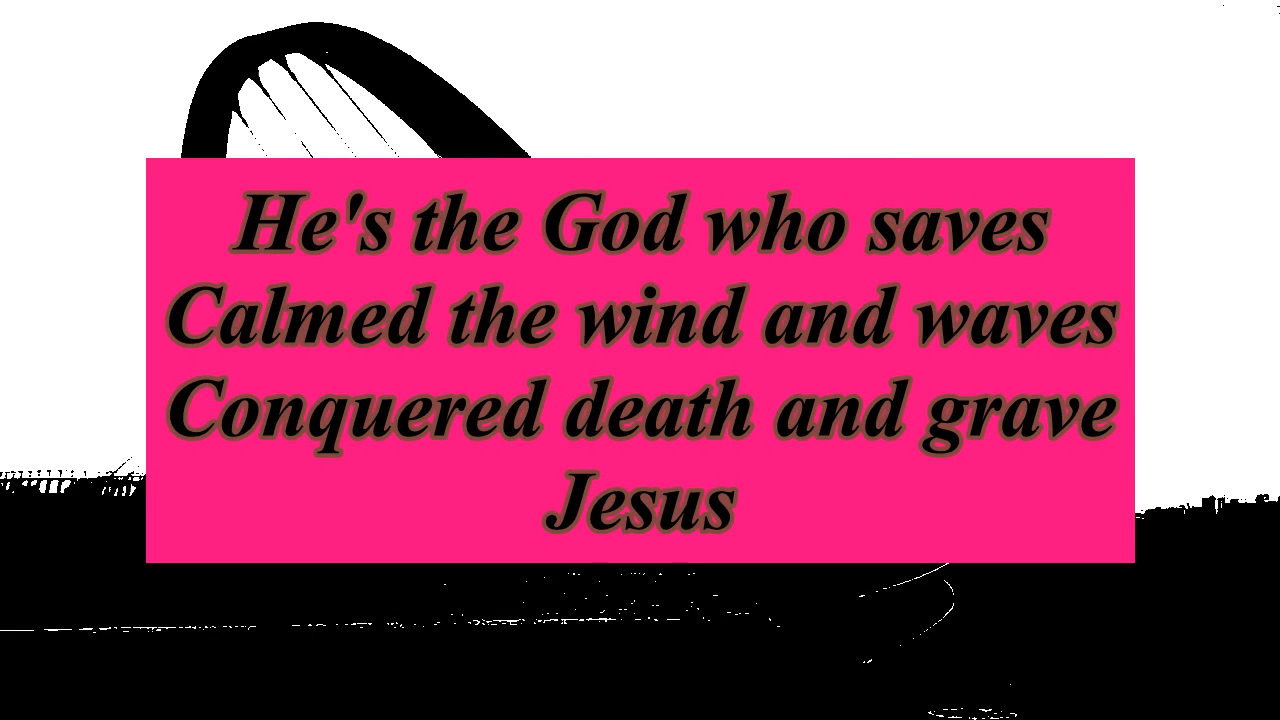 He's the God who saves
Calmed the wind and waves
Conquered death and grave
Jesus